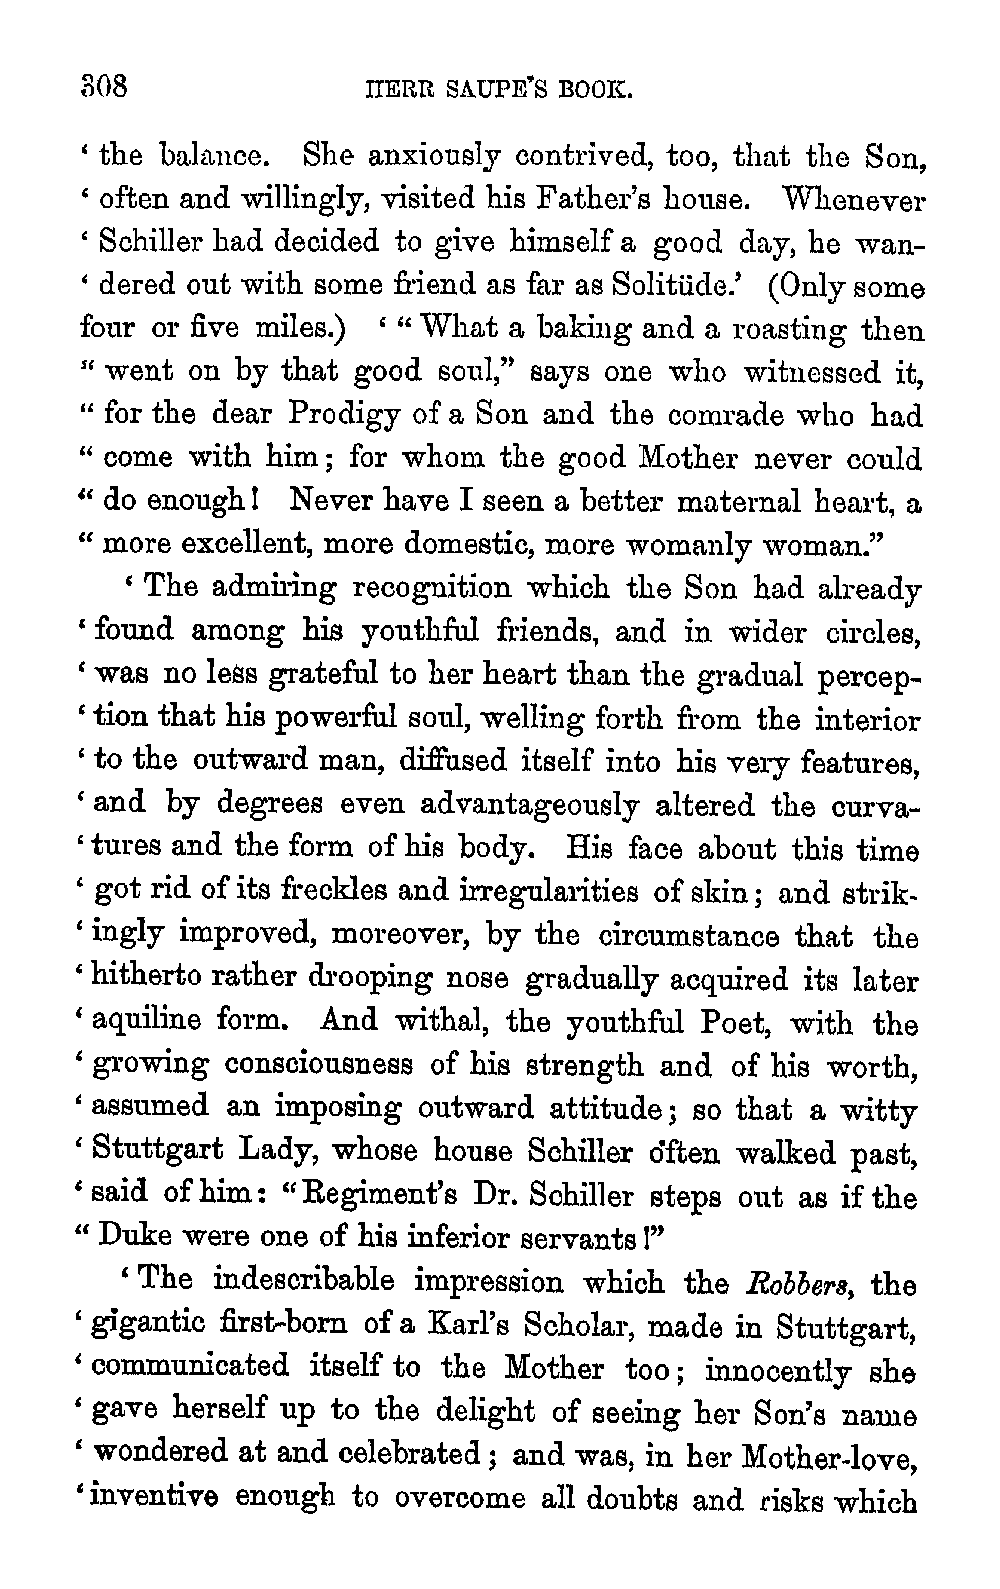 308 HERR SAUPE'S BOOK.
‘ the balance. She anxiously contrived, too, that the Son,
‘ often and willingly, visited his Father’s house. Whenever
‘ Schiller had decided to give himself a good day, he wan-
‘ dered out with some friend as far as Solitüde.’ (Only some
four or five miles.) ‘ “ What a baking and a roasting then
“ went on by that good soul,” says one who witnessed it,
“ for the dear Prodigy of a Son and the comrade who had
“ come with him; for whom the good Mother never could
“ do enough! Never have I seen a better maternal heart, a
“ more excellent, more domestic, more womanly woman.”
‘ The admiring recognition which the Son had already
‘ found among his youthful friends, and in wider circles,
‘ was no less grateful to her heart than the gradual percep-
‘ tion that his powerful soul, welling forth from the interior
‘ to the outward man, diffused itself into his very features,
‘ and by degrees even advantageously altered the curva-
‘ tures and the form of his body. His face about this time
‘ got rid of its freckles and irregularities of skin; and strik-
‘ ingly improved, moreover, by the circumstance that the
‘ hitherto rather drooping nose gradually acquired its later
‘ aquiline form. And withal, the youthful Poet, with the
‘ growing consciousness of his strength and of his worth,
‘ assumed an imposing outward attitude; so that a witty
‘ Stuttgart Lady, whose house Schiller often walked past,
‘ said of him: “Regiment’s Dr. Schiller steps out as if the
“ Duke were one of his inferior servants!”
‘ The indescribable impression which the Robbers, the
‘ gigantic first-born of a Karl’s Scholar, made in Stuttgart,
‘ communicated itself to the Mother too; innocently she
‘ gave herself up to the delight of seeing her Son’s name
‘ wondered at and celebrated; and was, in her Mother-love,
‘ inventive enough to overcome all doubts and risks which